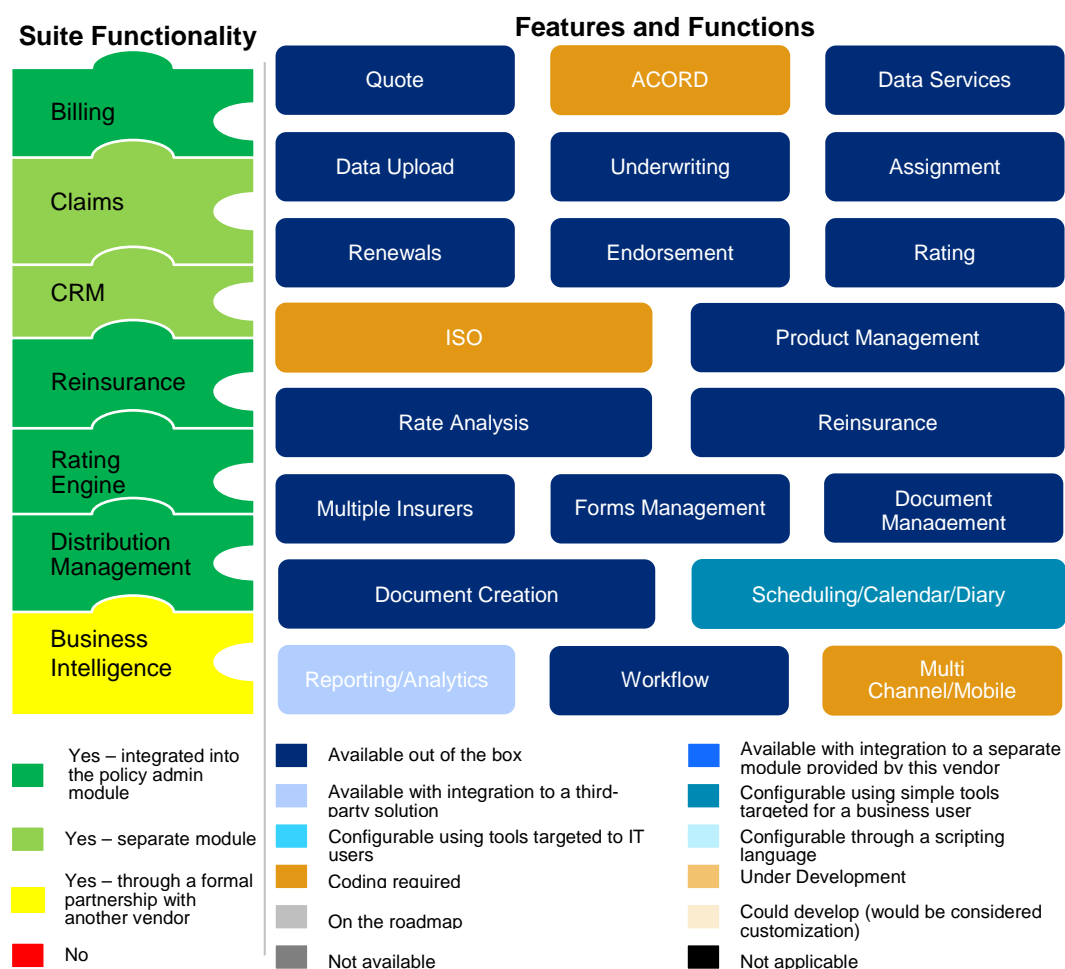 Suite Functionality
Features and Functions
Billing
Claims
CRM
Reinsurance
Rating
Engine
Distribution
Management
Business
Intelligence
Quote
ACORD
Data Services
Data Upload
Underwriting
Assignment
Renewals
Endorsement
Rating
ISO
Product Management
Rate Analysis
Reinsurance
Multiple Insurers
Forms Management
Document
Management
Document Creation
Scheduling/Calendar/Diary
Reporting/Analytics
Workflow
Multi
Channel/Mobile
Yes – integrated into
the policy admin
module
Yes – separate module
Yes – through a formal
partnership with
another vendor
No
Available out of the box
Available with integration to a third-
party solution
Configurable using tools targeted to IT
users
Coding required
On the roadmap
Not available
Available with integration to a separate
module provided by this vendor
Configurable using simple tools
targeted for a business user
Configurable through a scripting
language
Under Development
Could develop (would be considered
customization)
Not applicable